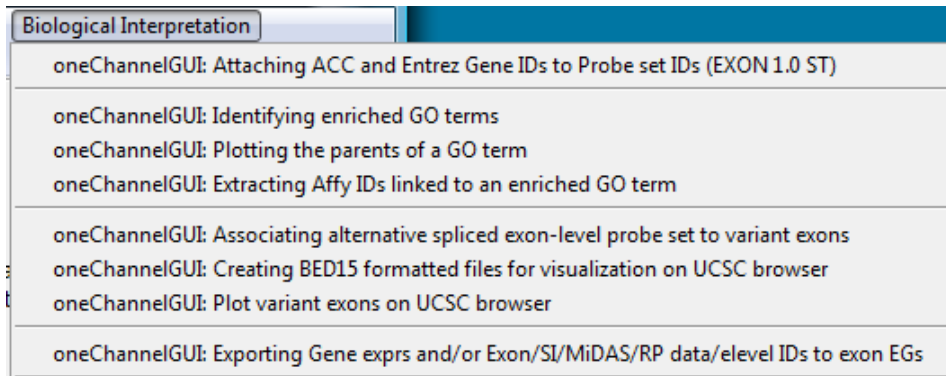 Biological Interpretation
oneChannelGUI: Attaching ACC and Entrez Gene IDs to Probe set IDs (EXON 1.0 ST)
oneChannelGUI: Identifying enriched GO terms
oneChannelGUI: Plotting the parents of a GO term
oneChannelGUI: Extracting Affy IDs linked to an enriched GO term
oneChannelGUI: Associating alternative spliced exon-level probe set to variant exons
oneChannelGUI: Creating BED15 formatted files for visualization on UCSC browser
oneChannelGUI: Plot variant exons on UCSC browser
oneChannelGUI: Exporting Gene exprs and/or Exon/SI/MiDAS/RP data/elevel IDs to exon EGs